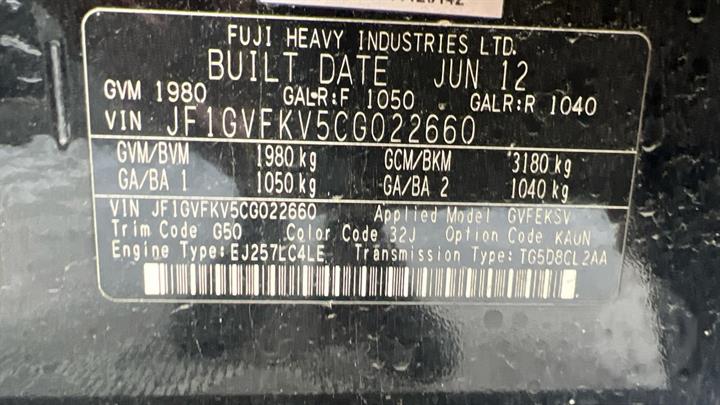 FUJI HEAVY INDUSTRIES LTD.
BUILT DATE JUN 12
GVM 1980 GALR:F 1050 GALR:R 1040
VIN JF1GVFKV5CG022660
GVM/BVM 1980 kg GCM/BKM 3180 kg
GA/BA 1 1050 kg GA/BA 2 1040 kg
VIN JF1GVFKV5CG022660 Applied Model GVFEKSV
Trim Code G50 Color Code 32J Option Code KAUN
Engine Type:EJ257LC4LE Transmission Type:TG5D8CL2AA